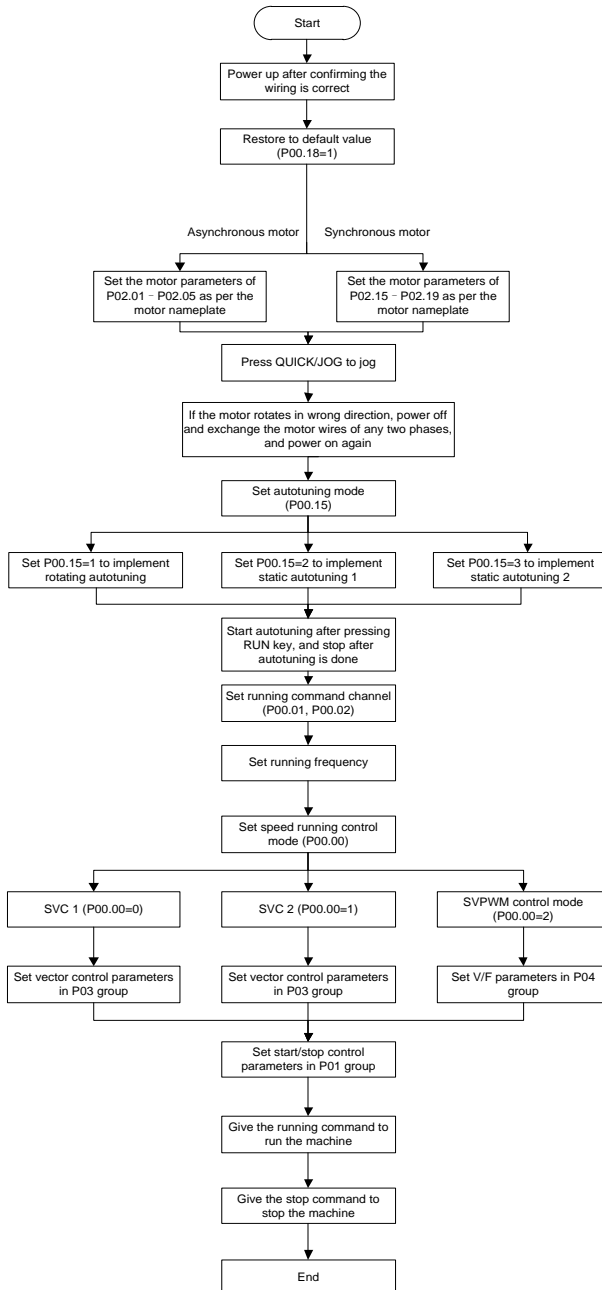 Start
Power up after confirming the
wiring is correct
Restore to default value
(P00.18=1)
Asynchronous motor
Synchronous motor
Set the motor parameters of
P02.01–P02.05 as per the
motor nameplate
Set the motor parameters of
P02.15–P02.19 as per the
motor nameplate
Press QUICK/JOG to jog
If the motor rotates in wrong direction, power off
and exchange the motor wires of any two phases,
and power on again
Set autotuning mode
(P00.15)
Set P00.15=1 to implement
rotating autotuning
Set P00.15=2 to implement
static autotuning 1
Set P00.15=3 to implement
static autotuning 2
Start autotuning after pressing
RUN key, and stop after
autotuning is done
Set running command channel
(P00.01, P00.02)
Set running frequency
Set speed running control
mode (P00.00)
SVC 1 (P00.00=0)
SVC 2 (P00.00=1)
SVPWM control mode
(P00.00=2)
Set vector control parameters
in P03 group
Set vector control parameters
in P03 group
Set V/F parameters in P04
group
Set start/stop control
parameters in P01 group
Give the running command to
run the machine
Give the stop command to
stop the machine
End